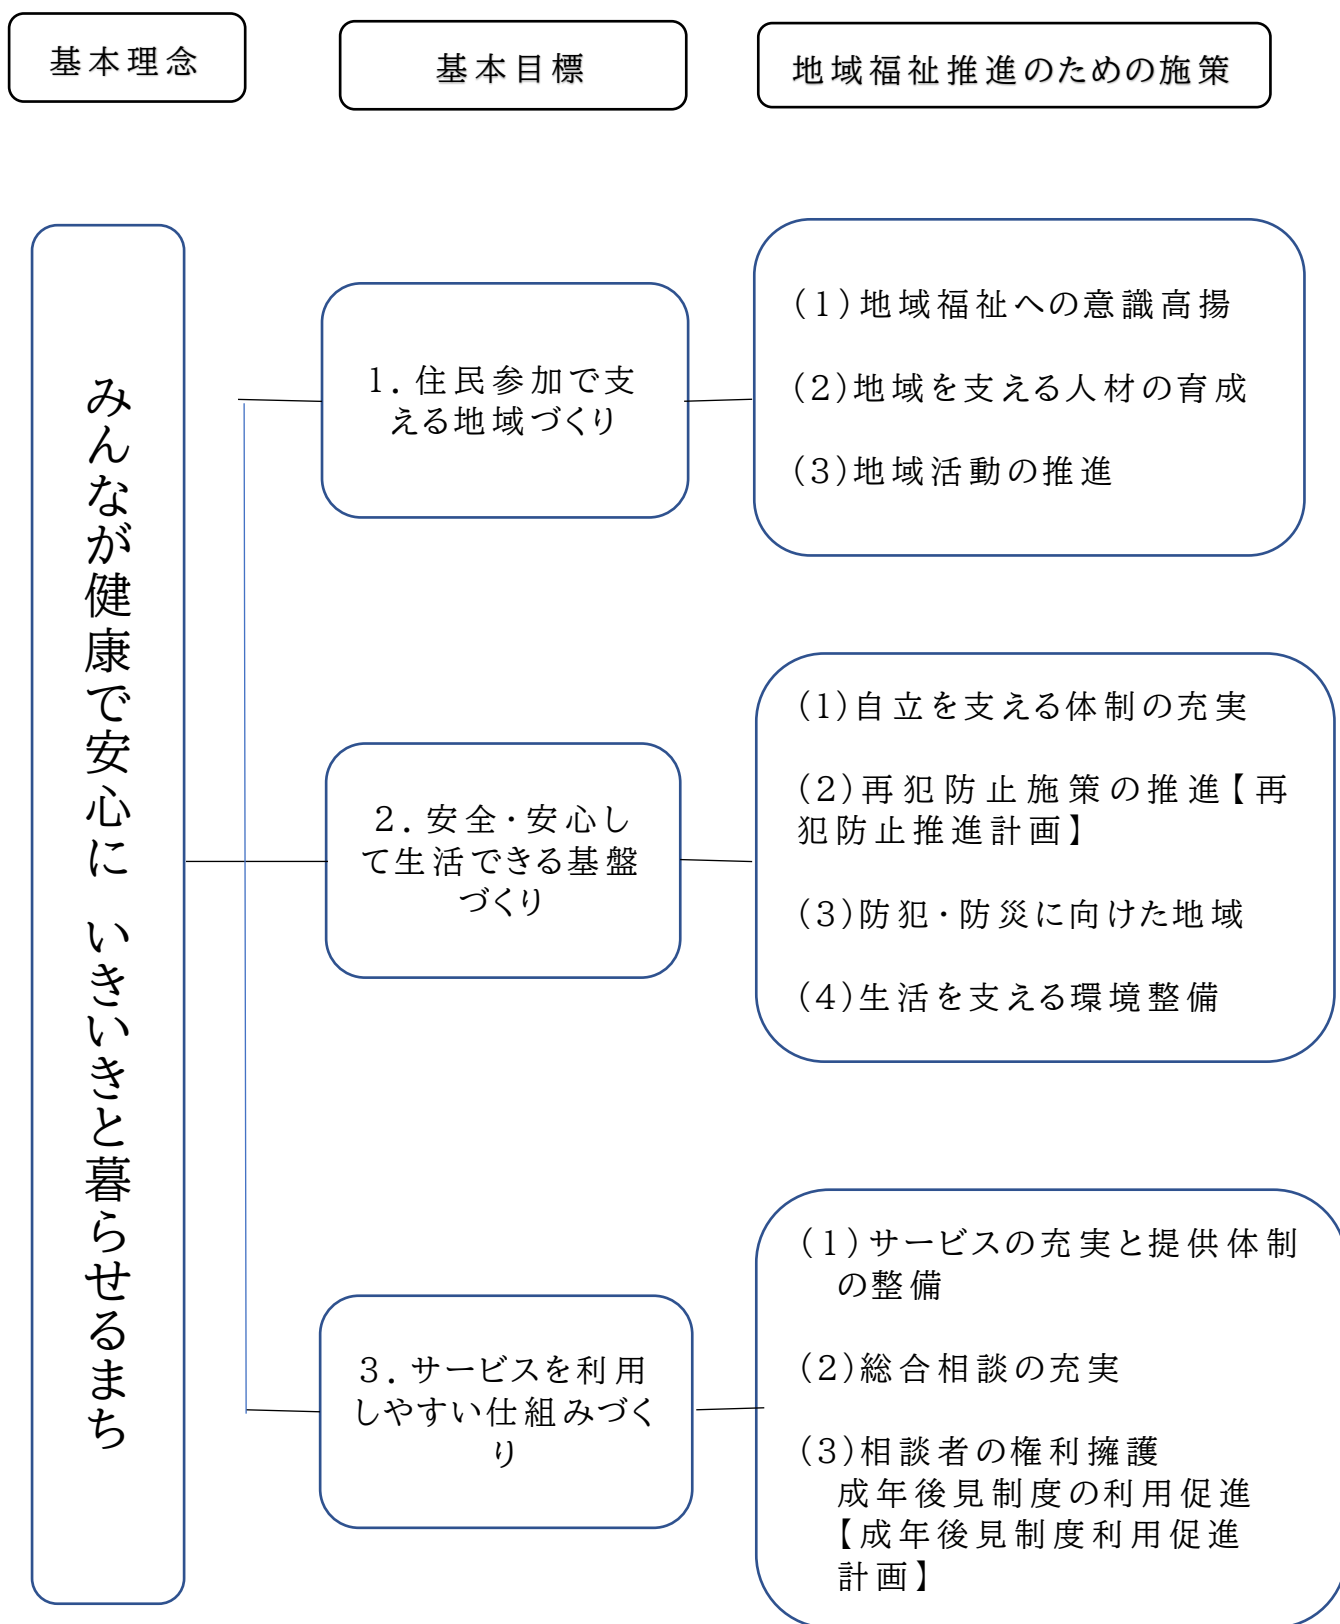 基本理念
基本目標
地域福祉推進のための施策
みんなが健康で安心に いきいきと暮らせるまち
1．住民参加で支
える地域づくり
(1)地域福祉への意識高揚
(2)地域を支える人材の育成
(3)地域活動の推進
2．安全・安心し
て生活できる基盤
づくり
(1)自立を支える体制の充実
(2)再犯防止施策の推進【再
犯防止推進計画】
(3)防犯・防災に向けた地域
(4)生活を支える環境整備
3．サービスを利用
しやすい仕組みづく
り
(1)サービスの充実と提供体制
の整備
(2)総合相談の充実
(3)相談者の権利擁護
成年後見制度の利用促進
【成年後見制度利用促進
計画】